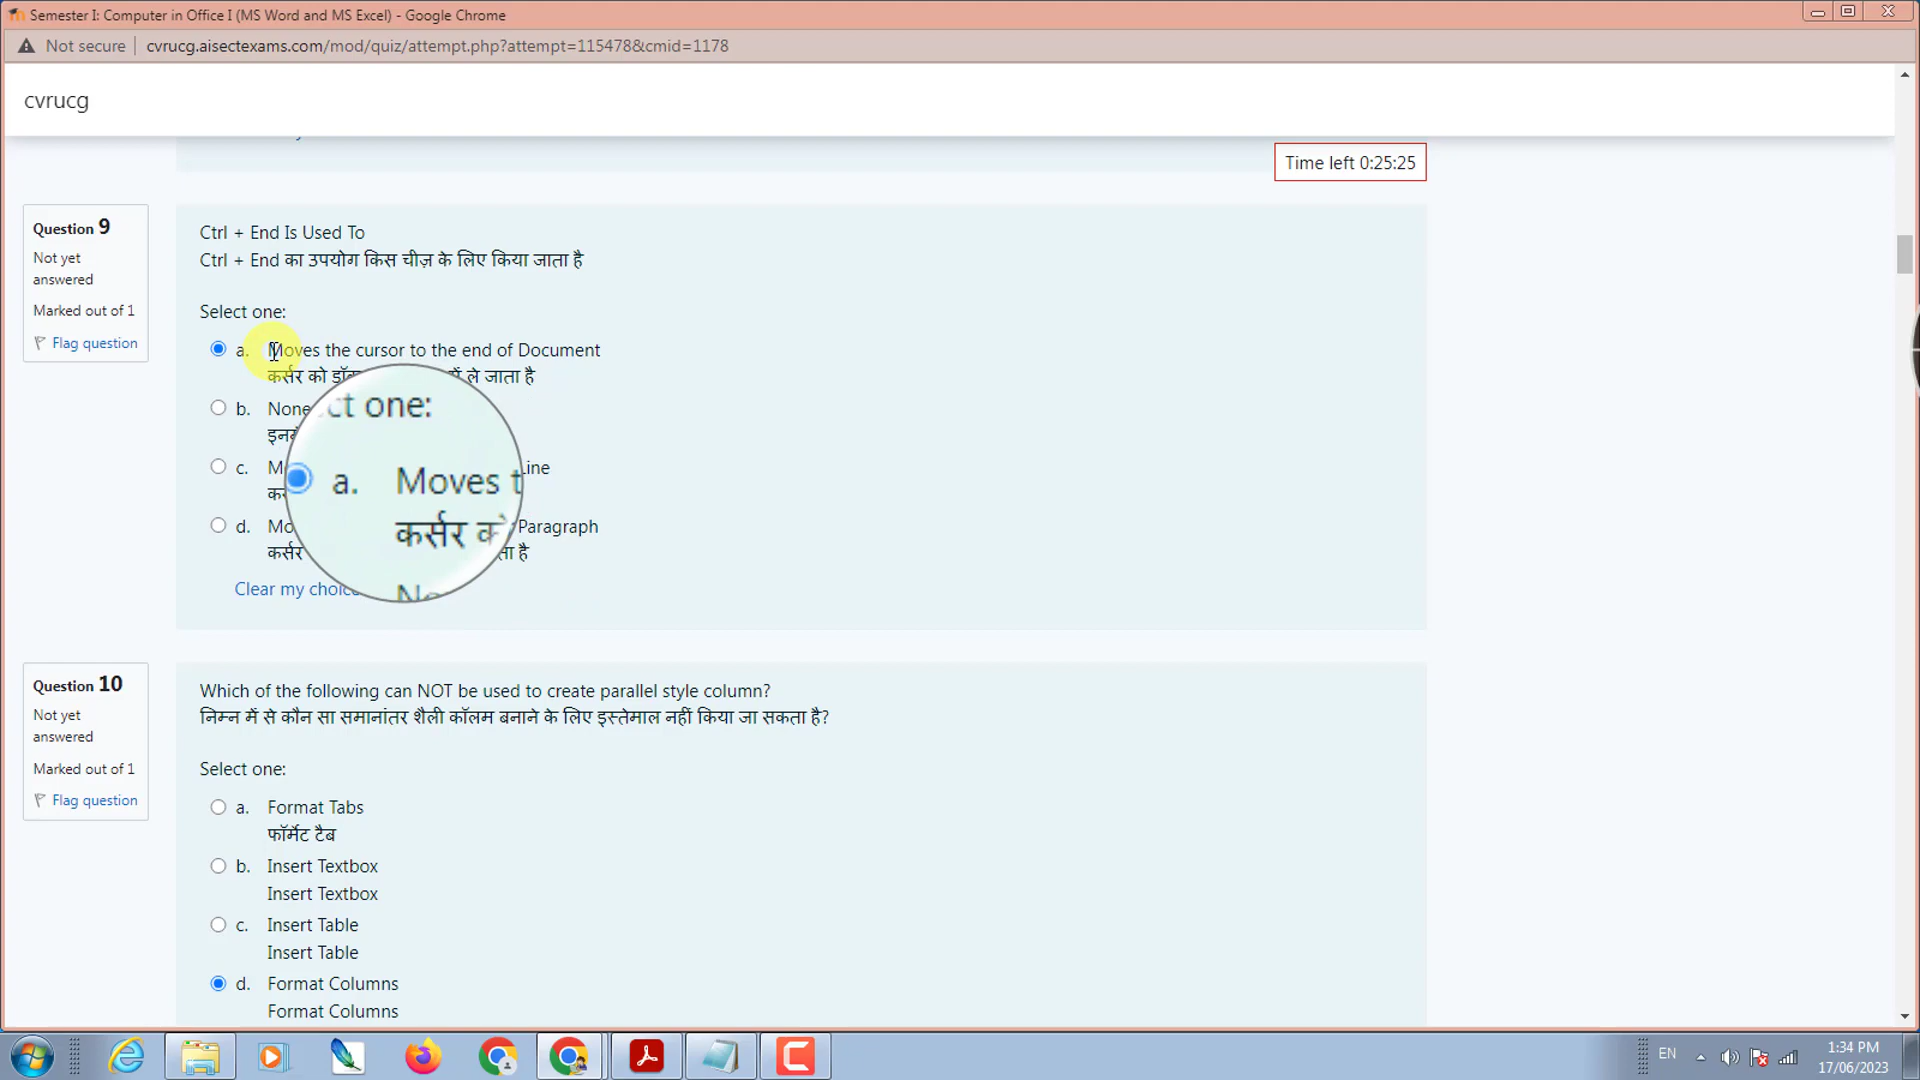 Semester I: Computer in Office I (MS Word and MS Excel) - Google Chrome
Not secure cvrucg.aisectexams.com/mod/quiz/attempt.php?attempt=115478&cmid=1178
cvrucg
Time left 0:25:25
Question 9
Not yet
answered
Marked out of 1
Flag question
Ctrl + End Is Used To
Ctrl + End का उपयोग किस चीज़ के लिए किया जाता है
Select one:
a. Moves the cursor to the end of Document
कर्सर को ले जाता है
b. None
c. Line
d. Paragraph
कर्सर है
Clear my
ct one:
a. Moves t
कर्सर को
Question 10
Not yet
answered
Marked out of 1
Flag question
Which of the following can NOT be used to create parallel style column?
निम्न में से कौन सा समानांतर शैली कॉलम बनाने के लिए इस्तेमाल नहीं किया जा सकता है?
Select one:
a. Format Tabs
फॉर्मेट टैब
b. Insert Textbox
Insert Textbox
c. Insert Table
Insert Table
d. Format Columns
Format Columns
EN
1:34 PM
17/06/2023